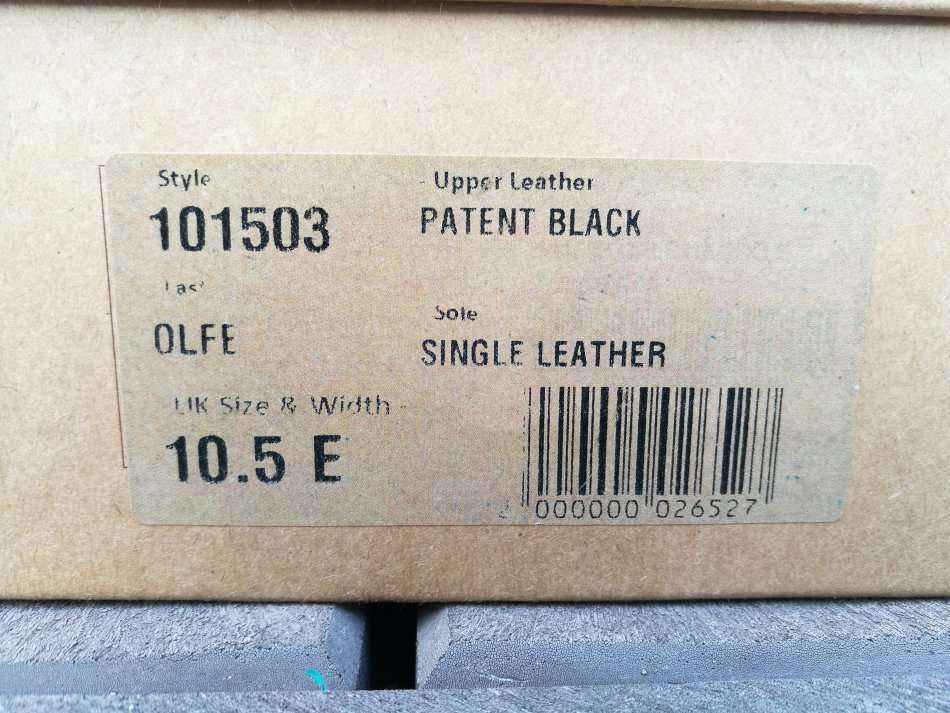 Style
101503
Last
OLFE
UK Size & Width
10.5 E
Upper Leather
PATENT BLACK
Sole
SINGLE LEATHER
2 000000 026527